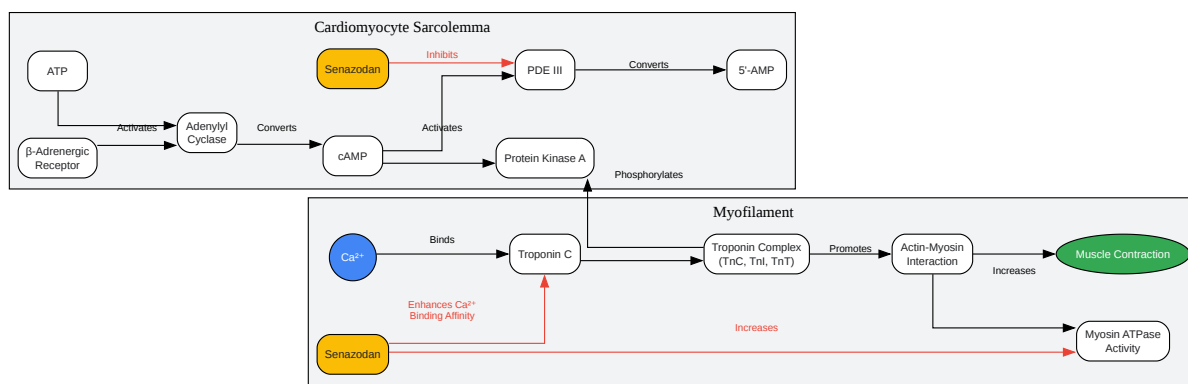 Cardiomyocyte Sarcolemma
ATP
Senazodan
Inhibits
PDE III
Converts
5'-AMP
Activates
Adenylyl
Cyclase
Converts
Activates
β-Adrenergic
Receptor
cAMP
Protein Kinase A
Phosphorylates
Myofilament
Ca²⁺
Binds
Troponin C
Troponin Complex
(TnC, TnI, TnT)
Promotes
Actin-Myosin
Interaction
Increases
Muscle Contraction
Enhances Ca²⁺
Binding Affinity
Senazodan
Increases
Myosin ATPase
Activity